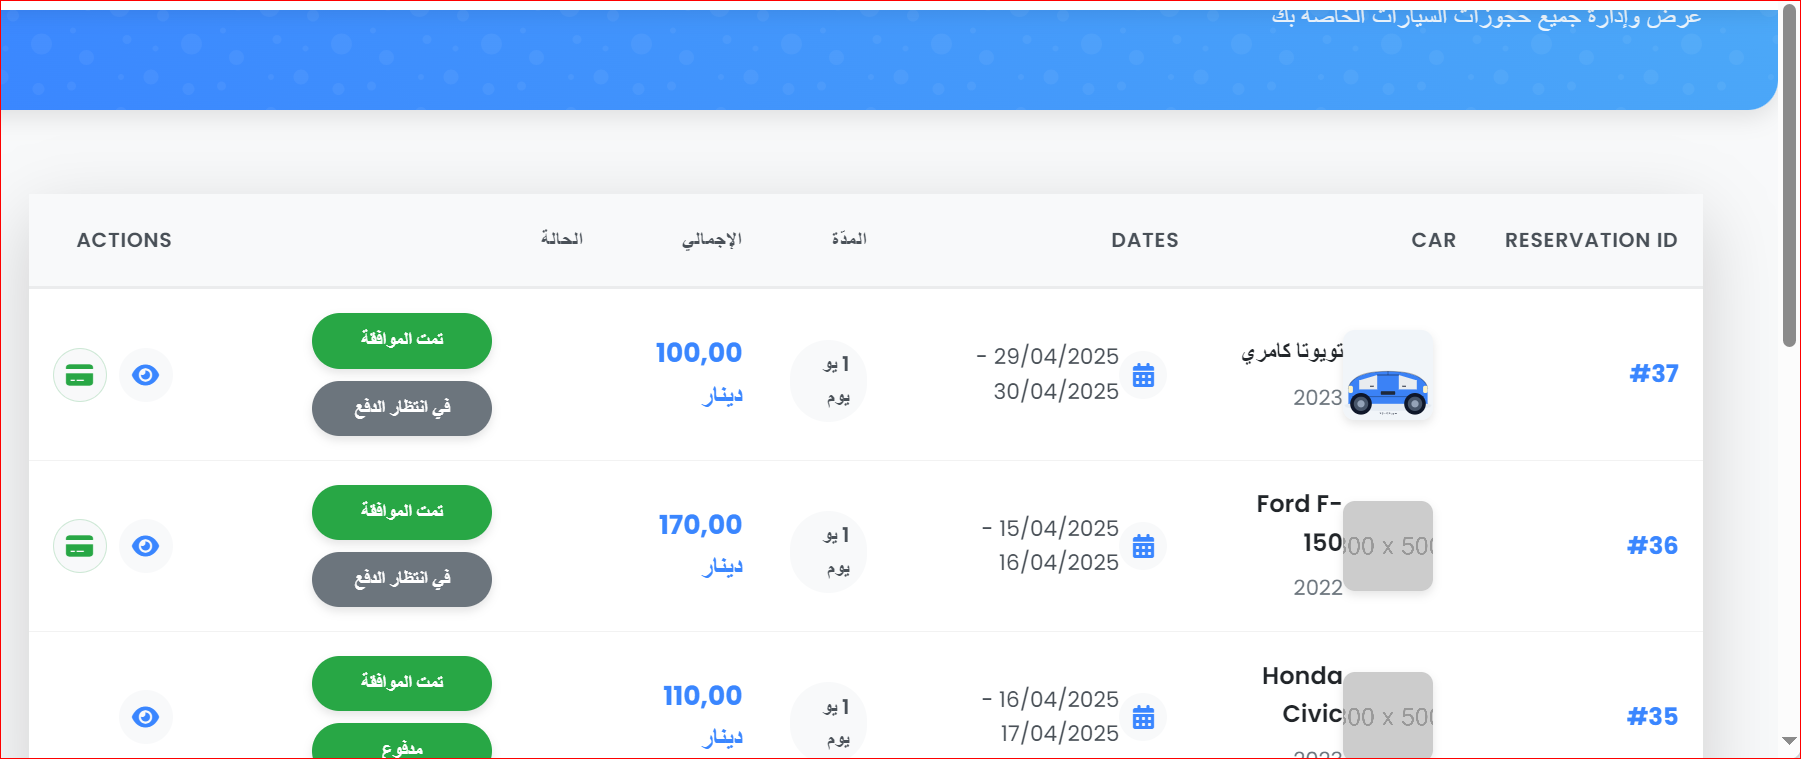 عرض وإدارة جميع حجوزات السيارات الخاصة بك
RESERVATION ID CAR DATES المدّة الإجمالي الحالة ACTIONS
#37
تويوتا كامري
2023
29/04/2025 -
30/04/2025
1 يو
يوم
100,00
دينار
تمت الموافقة
في انتظار الدفع
#36
300 x 500
Ford F-
150
2022
15/04/2025 -
16/04/2025
1 يو
يوم
170,00
دينار
تمت الموافقة
في انتظار الدفع
#35
300 x 500
Honda
Civic
2023
16/04/2025 -
17/04/2025
1 يو
يوم
110,00
دينار
تمت الموافقة
مدفوع